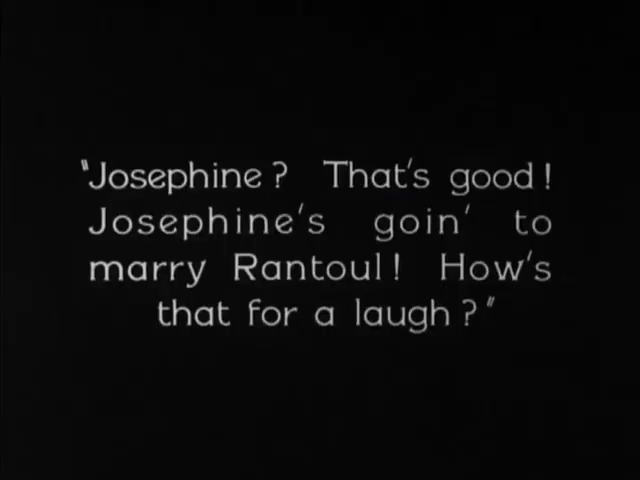 "Josephine? That's good!
Josephine's goin' to
marry Rantoul! How's
that for a laugh?"